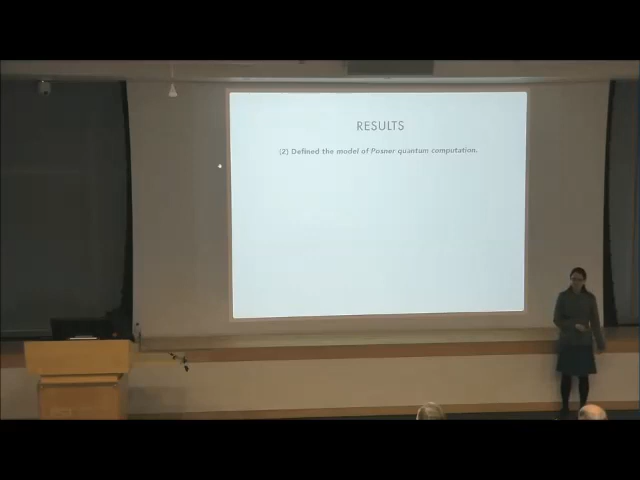 RESULTS
(2) Defined the model of Posner quantum computation.